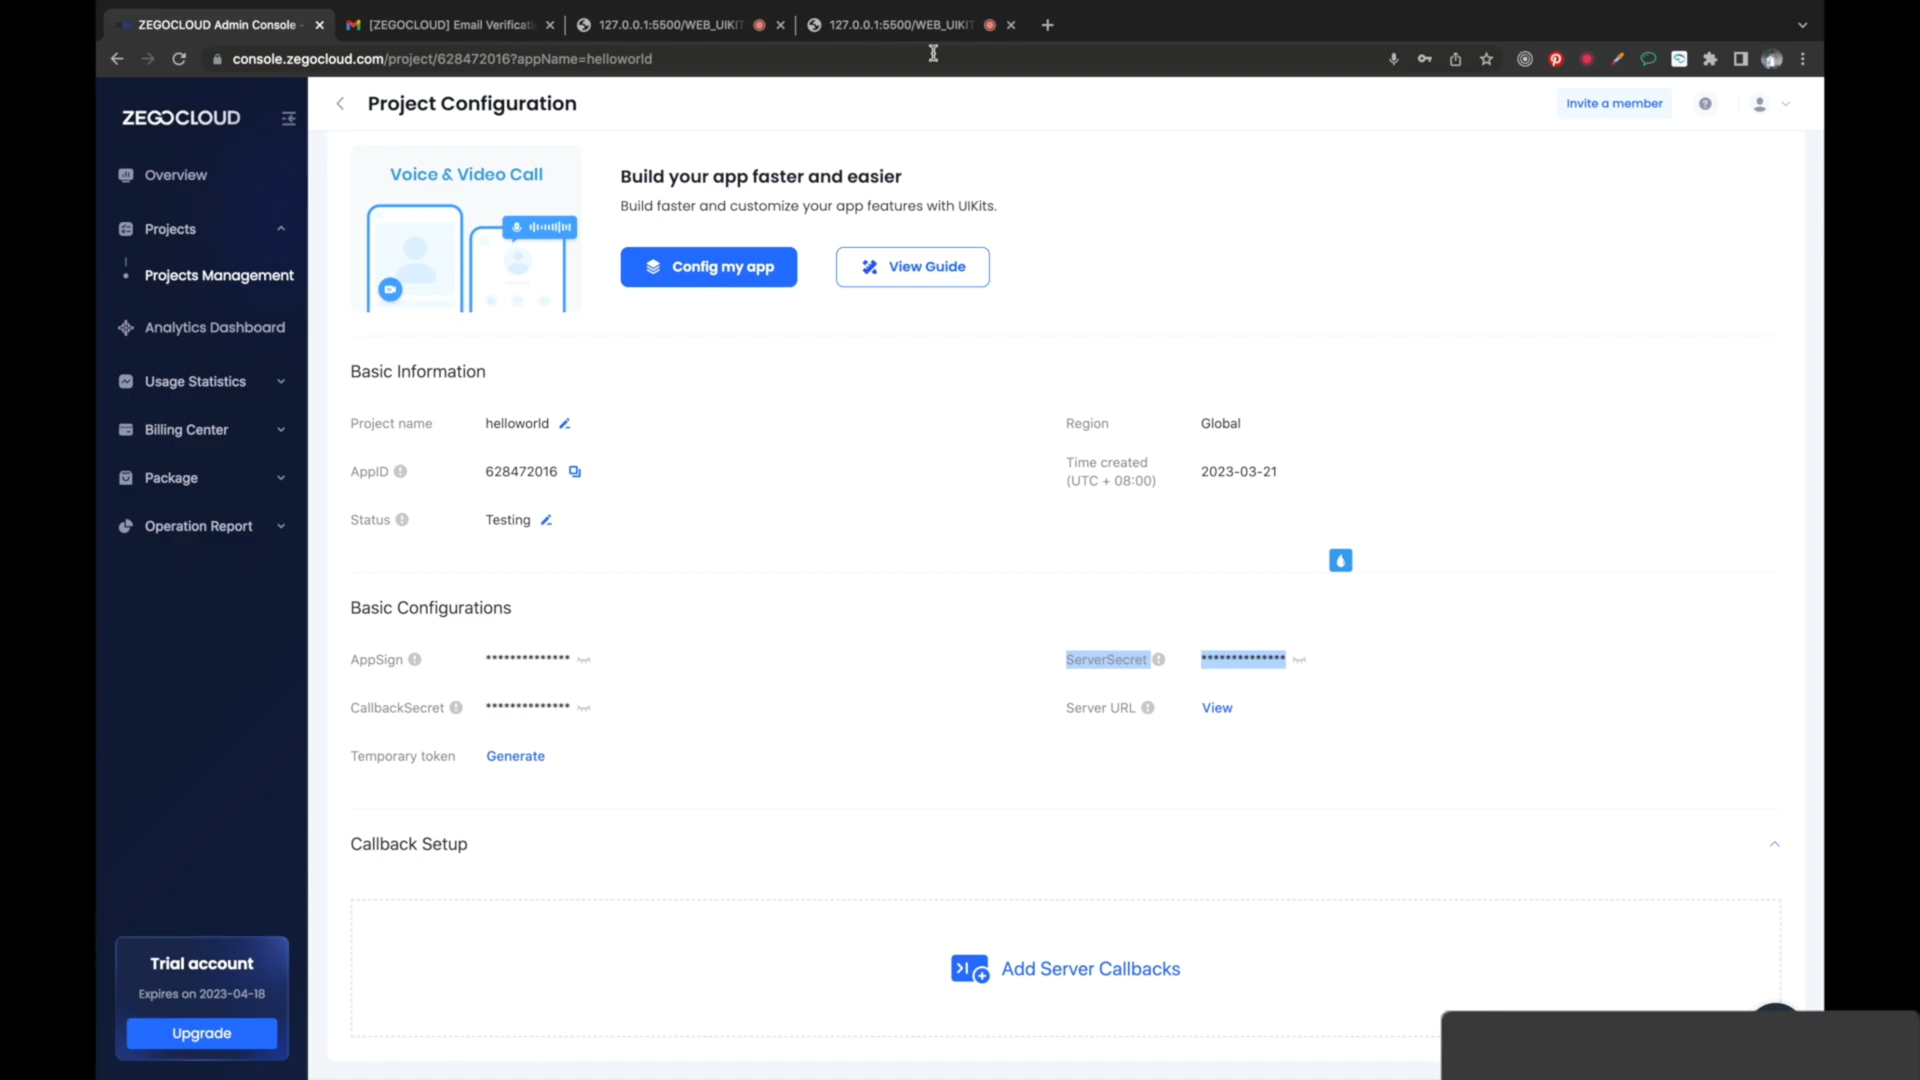 ZEGOCLOUD Admin Console -
[ZEGOCLOUD] Email Verificati
127.0.0.1:5500/WEB_UIKIT
127.0.0.1:5500/WEB_UIKIT
console.zegocloud.com/project/628472016?appName=helloworld
ZEGOCLOUD
Project Configuration
Invite a member
Overview
Projects
Projects Management
Analytics Dashboard
Usage Statistics
Billing Center
Package
Operation Report
Trial account
Expires on 2023-04-18
Upgrade
Voice & Video Call
Build your app faster and easier
Build faster and customize your app features with UIKits.
Config my app
View Guide
Basic Information
Project name helloworld
Region Global
AppID 628472016
Time created
(UTC + 08:00) 2023-03-21
Status Testing
Basic Configurations
AppSign **************
ServerSecret **************
CallbackSecret **************
Server URL View
Temporary token Generate
Callback Setup
Add Server Callbacks